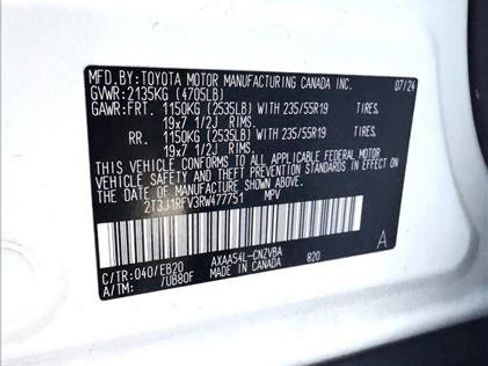 MFD.BY:TOYOTA MOTOR MANUFACTURING CANADA INC. 07/24
GVWR:2135KG (4705LB)
GAWR:FRT. 1150KG (2535LB) WITH 235/55R19 TIRES,
19x7 1/2J RIMS.
RR. 1150KG (2535LB) WITH 235/55R19 TIRES,
19x7 1/2J RIMS.
THIS VEHICLE CONFORMS TO ALL APPLICABLE FEDERAL MOTOR
VEHICLE SAFETY AND THEFT PREVENTION STANDARDS IN EFFECT ON
THE DATE OF MANUFACTURE SHOWN ABOVE.
2T3J1RFV3RW477751 MPV
C/TR:040/EB20 AXAA54L-CNZVBA 820 A
A/TM: /UB80F MADE IN CANADA